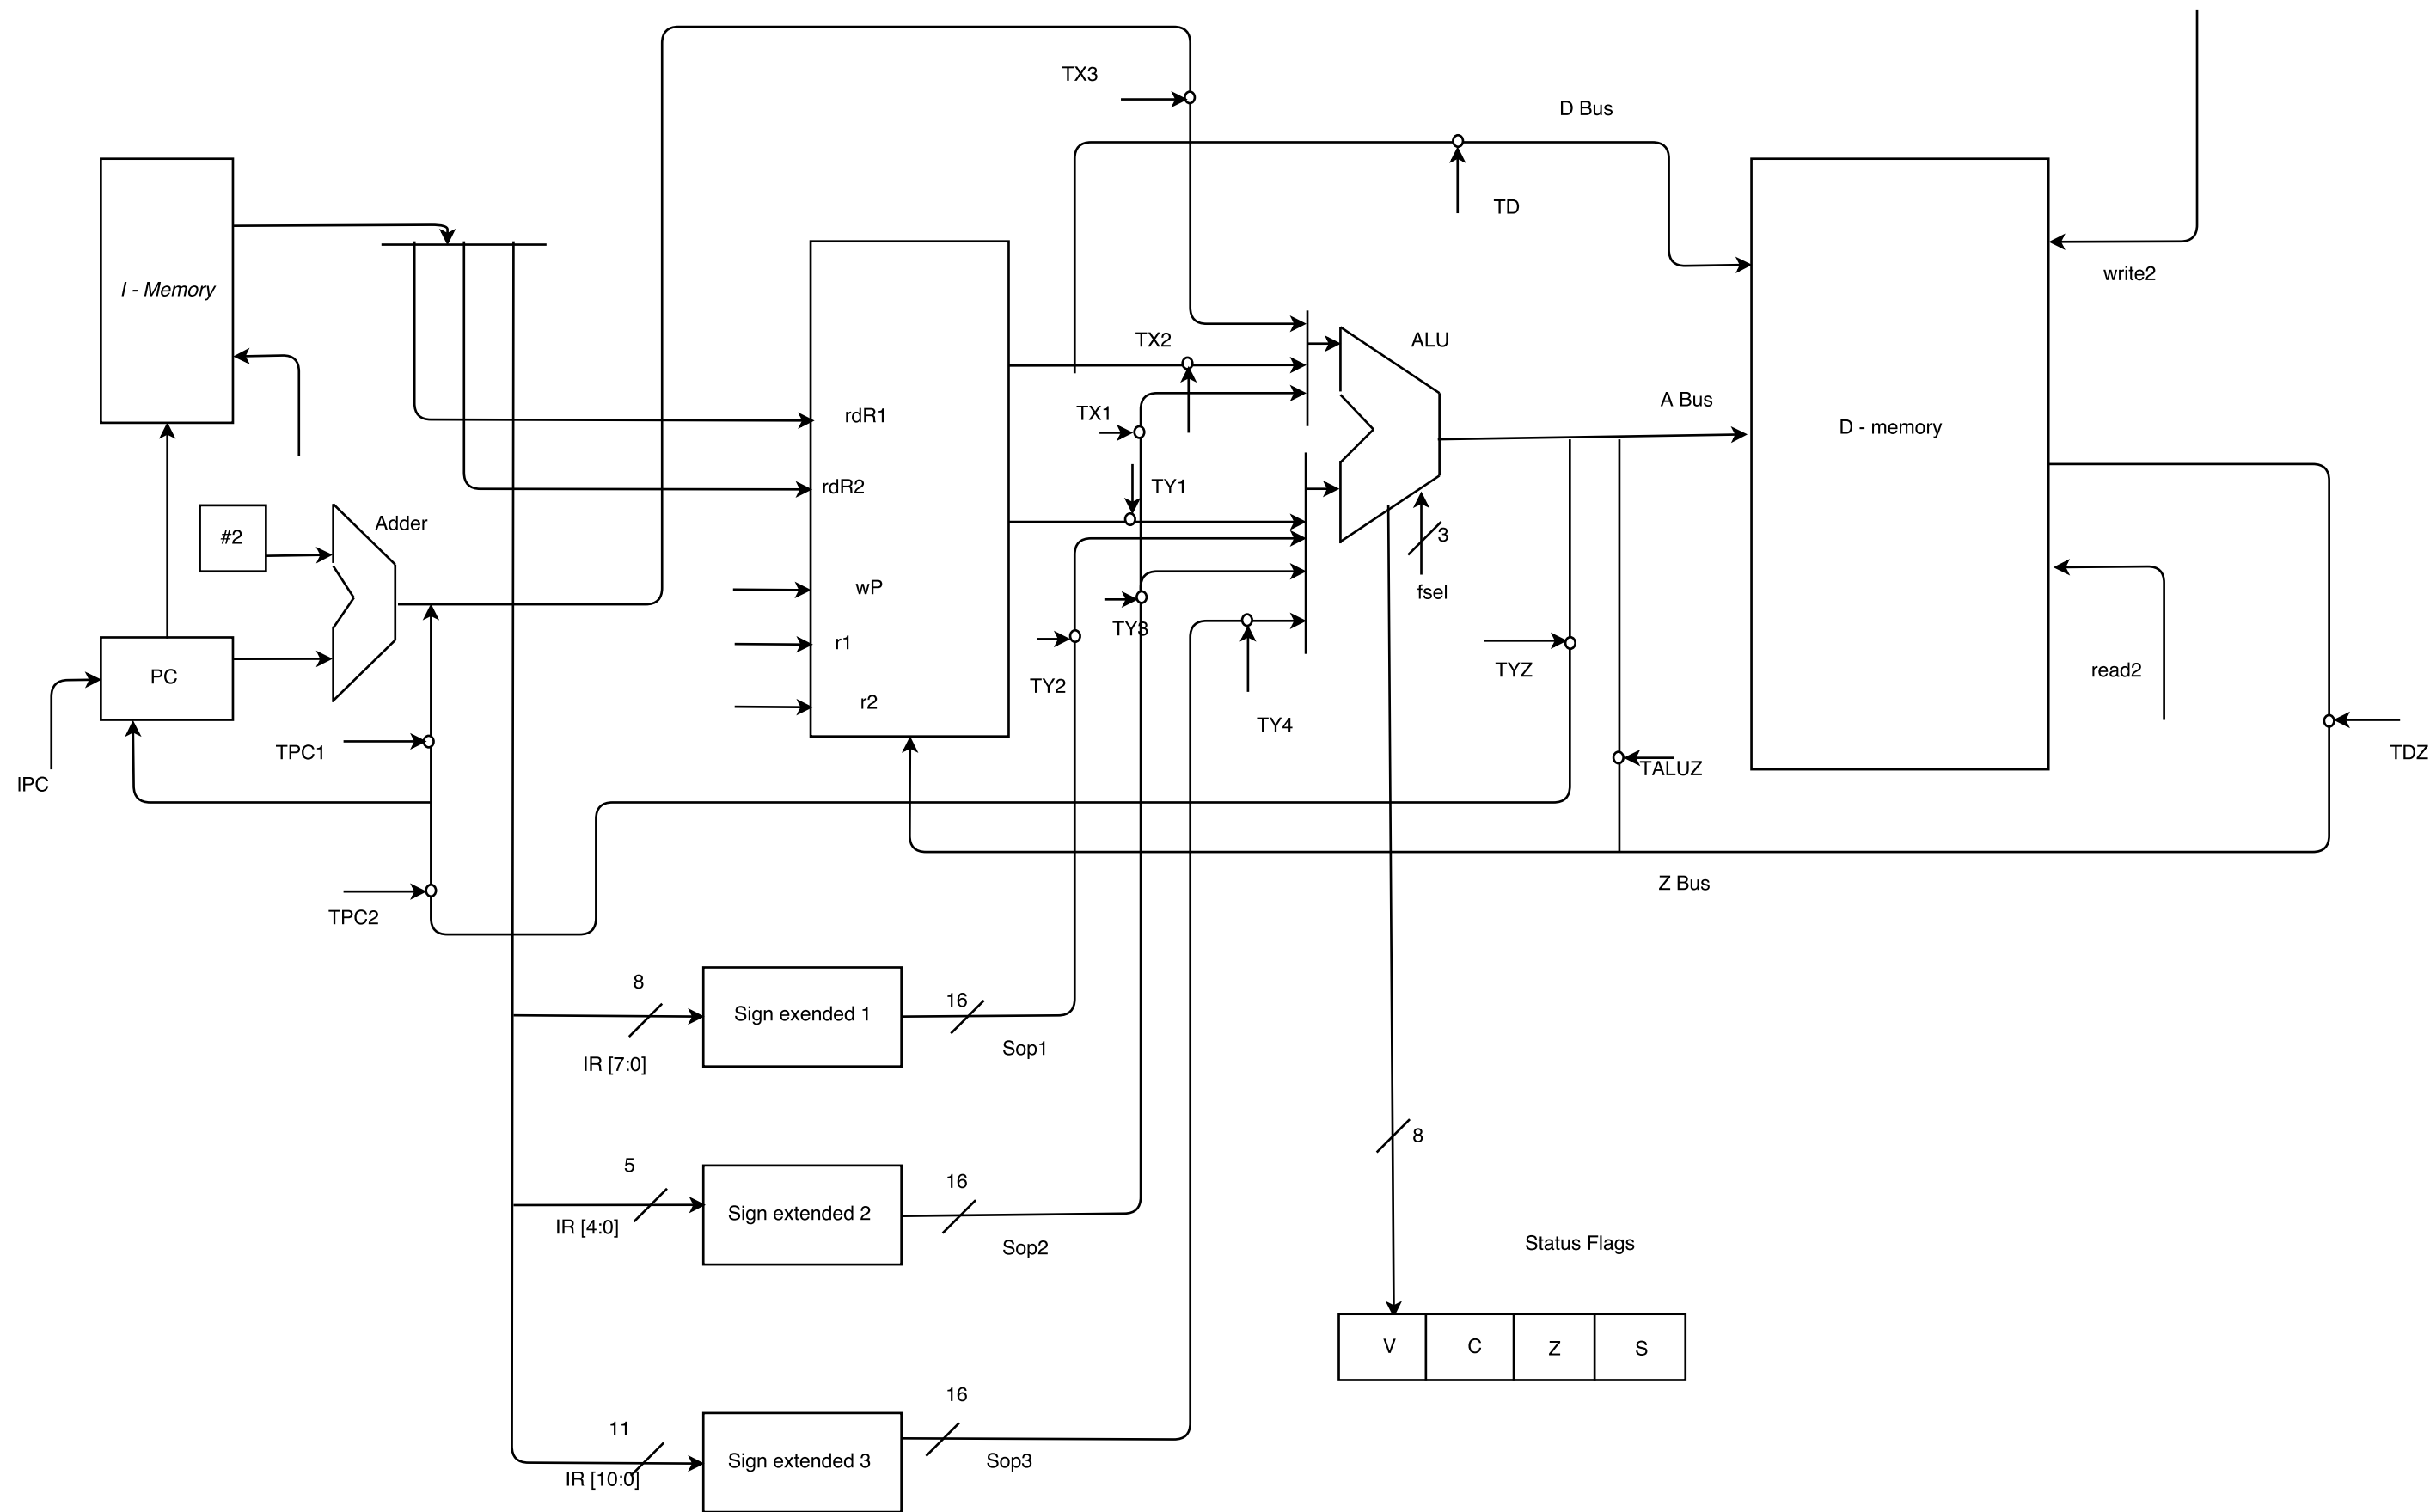 TX3
D Bus
TD
I - Memory
write2
TX2
ALU
A Bus
TX1
rdR1
D - memory
rdR2
TY1
Adder
#2
3
wP
fsel
TY3
r1
PC
TYZ
read2
TY2
r2
TY4
TPC1
TALUZ
TDZ
IPC
Z Bus
TPC2
8
16
Sign exended 1
Sop1
IR [7:0]
8
5
16
Sign extended 2
IR [4:0]
Sop2
Status Flags
V
C
Z
S
16
11
Sign extended 3
Sop3
IR [10:0]